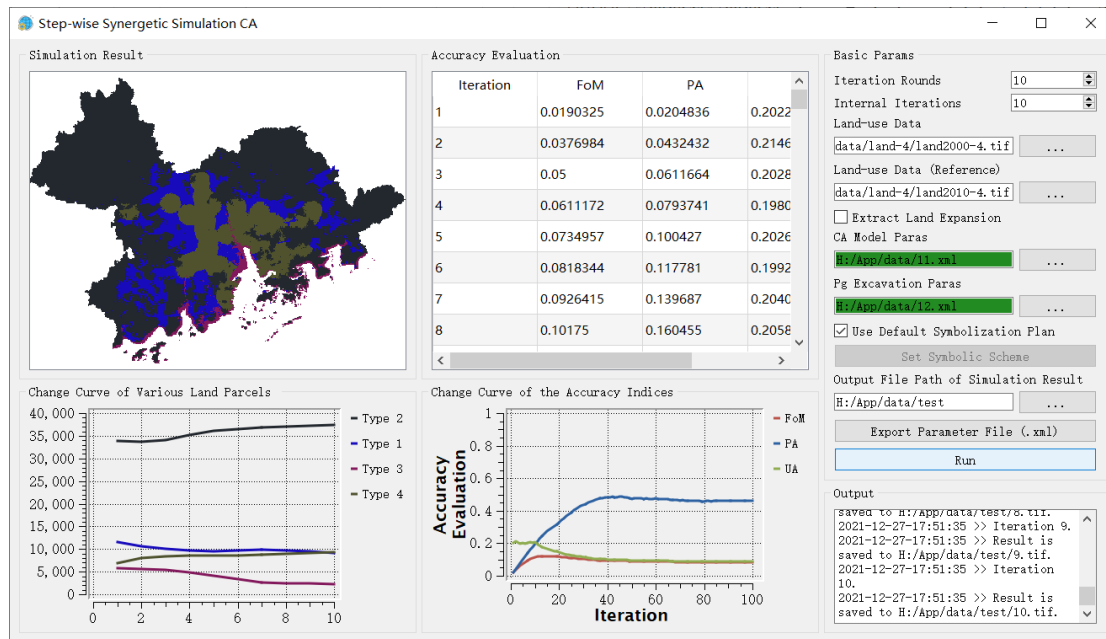 Step-wise Synergetic Simulation CA
Simulation Result
Accuracy Evaluation
Iteration FoM PA
1 0.0190325 0.0204836 0.2022
2 0.0376984 0.0432432 0.2146
3 0.05 0.0611664 0.2028
4 0.0611172 0.0793741 0.1980
5 0.0734957 0.100427 0.2026
6 0.0818344 0.117781 0.1992
7 0.0926415 0.139687 0.2040
8 0.10175 0.160455 0.2058
Basic Params
Iteration Rounds 10
Internal Iterations 10
Land-use Data
data/land-4/land2000-4.tif ...
Land-use Data (Reference)
data/land-4/land2010-4.tif ...
Extract Land Expansion
CA Model Paras
H:/App/data/11.xml ...
Pg Excavation Paras
H:/App/data/12.xml ...
Use Default Symbolization Plan
Set Symbolic Scheme
Output File Path of Simulation Result
H:/App/data/test ...
Export Parameter File (.xml)
Run
Change Curve of Various Land Parcels
40,000
35,000
30,000
25,000
20,000
15,000
10,000
5,000
0
0 2 4 6 8 10
Type 2
Type 1
Type 3
Type 4
Change Curve of the Accuracy Indices
Accuracy
Evaluation
1
0.8
0.6
0.4
0.2
0
0 20 40 60 80 100
Iteration
FoM
PA
UA
Output
saved to H:/App/data/test/8.tif.
2021-12-27-17:51:35 >> Iteration 9.
2021-12-27-17:51:35 >> Result is
saved to H:/App/data/test/9.tif.
2021-12-27-17:51:35 >> Iteration
10.
2021-12-27-17:51:35 >> Result is
saved to H:/App/data/test/10.tif.